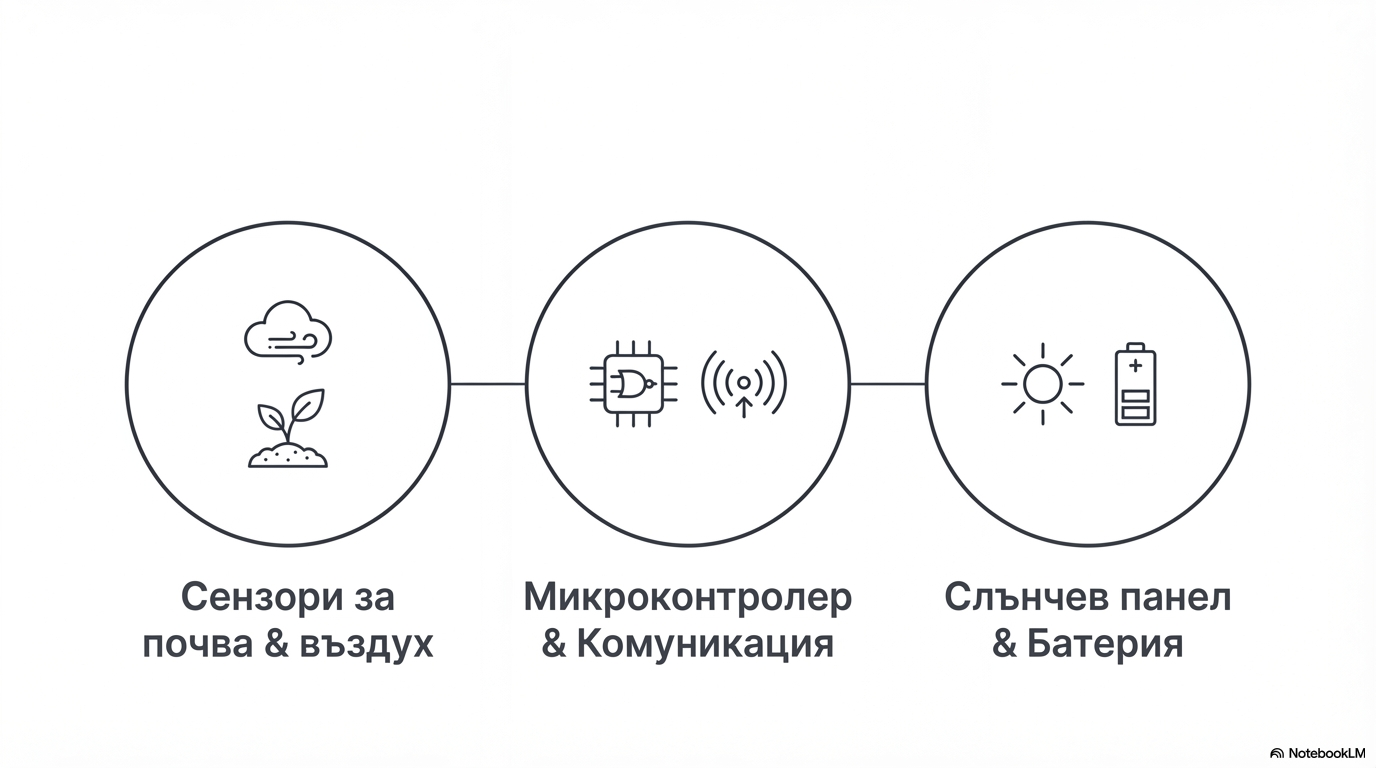 Сензори за
почва & въздух
Микроконтролер
& Комуникация
Слънчев панел
& Батерия
NotebookLM